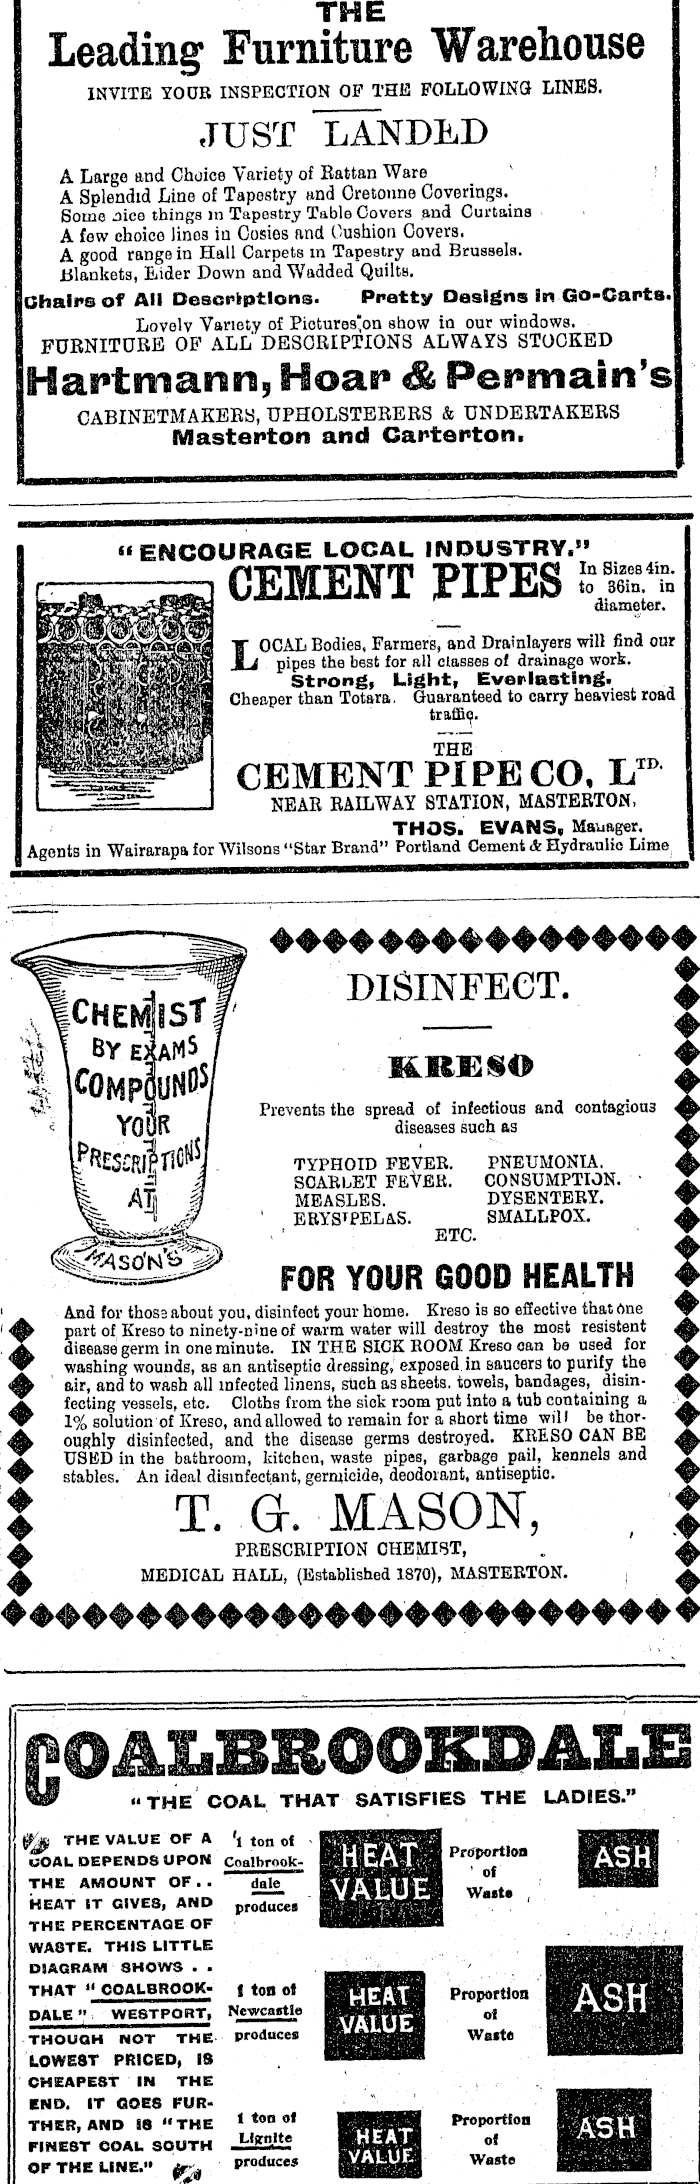 THE
Leading Furniture Warehouse
INVITE YOUR INSPECTION OF THE FOLLOWING LINES.
JUST LANDED
A Large and Choice Variety of Rattan Ware
A Splendid Line of Tapestry and Cretonne Coverings.
Some nice things in Tapestry Table Covers and Curtains
A few choice lines in Cosies and Cushion Covers.
A good range in Hall Carpets in Tapestry and Brussels.
Blankets, Eider Down and Wadded Quilts.
Chairs of All Descriptions. Pretty Designs in Go-Carts.
Lovely Variety of Pictures on show in our windows.
FURNITURE OF ALL DESCRIPTIONS ALWAYS STOCKED
Hartmann, Hoar & Permain's
CABINETMAKERS, UPHOLSTERERS & UNDERTAKERS
Masterton and Carterton.
"ENCOURAGE LOCAL INDUSTRY."
CEMENT PIPES
In Sizes 4in.
to 36in. in
diameter.
LOCAL Bodies, Farmers, and Drainlayers will find our
pipes the best for all classes of drainage work.
Strong, Light, Everlasting.
Cheaper than Totara. Guaranteed to carry heaviest road
traffic.
THE
CEMENT PIPE CO, LTD.
NEAR RAILWAY STATION, MASTERTON,
THOS. EVANS, Manager.
Agents in Wairarapa for Wilsons "Star Brand" Portland Cement & Hydraulic Lime
CHEMIST
BY EXAMS
COMPOUNDS
YOUR
PRESCRIPTIONS
AT
MASON'S
DISINFECT.
KRESO
Prevents the spread of infectious and contagious
diseases such as
TYPHOID FEVER. PNEUMONIA.
SCARLET FEVER. CONSUMPTION.
MEASLES. DYSENTERY.
ERYSIPELAS. SMALLPOX.
ETC.
FOR YOUR GOOD HEALTH
And for those about you, disinfect your home. Kreso is so effective that one
part of Kreso to ninety-nine of warm water will destroy the most resistent
disease germ in one minute. IN THE SICK ROOM Kreso can be used for
washing wounds, as an antiseptic dressing, exposed in saucers to purify the
air, and to wash all infected linens, such as sheets. towels, bandages, disin-
fecting vessels, etc. Cloths from the sick room put into a tub containing a
1% solution of Kreso, and allowed to remain for a short time will be thor-
oughly disinfected, and the disease germs destroyed. KRESO CAN BE
USED in the bathroom, kitchen, waste pipes, garbage pail, kennels and
stables. An ideal disinfectant, germicide, deodorant, antiseptic.
T. G. MASON,
PRESCRIPTION CHEMIST,
MEDICAL HALL, (Established 1870), MASTERTON.
COALBROOKDALE
"THE COAL THAT SATISFIES THE LADIES."
THE VALUE OF A
COAL DEPENDS UPON
THE AMOUNT OF..
HEAT IT GIVES, AND
THE PERCENTAGE OF
WASTE. THIS LITTLE
DIAGRAM SHOWS . .
THAT "COALBROOK-
DALE" WESTPORT,
THOUGH NOT THE
LOWEST PRICED, IS
CHEAPEST IN THE
END. IT GOES FUR-
THER, AND IS "THE
FINEST COAL SOUTH
OF THE LINE."
1 ton of
Coalbrook-
dale
produces
HEAT
VALUE
Proportion
of
Waste
ASH
1 ton of
Newcastle
produces
HEAT
VALUE
Proportion
of
Waste
ASH
1 ton of
Lignite
produces
HEAT
VALUE
Proportion
of
Waste
ASH